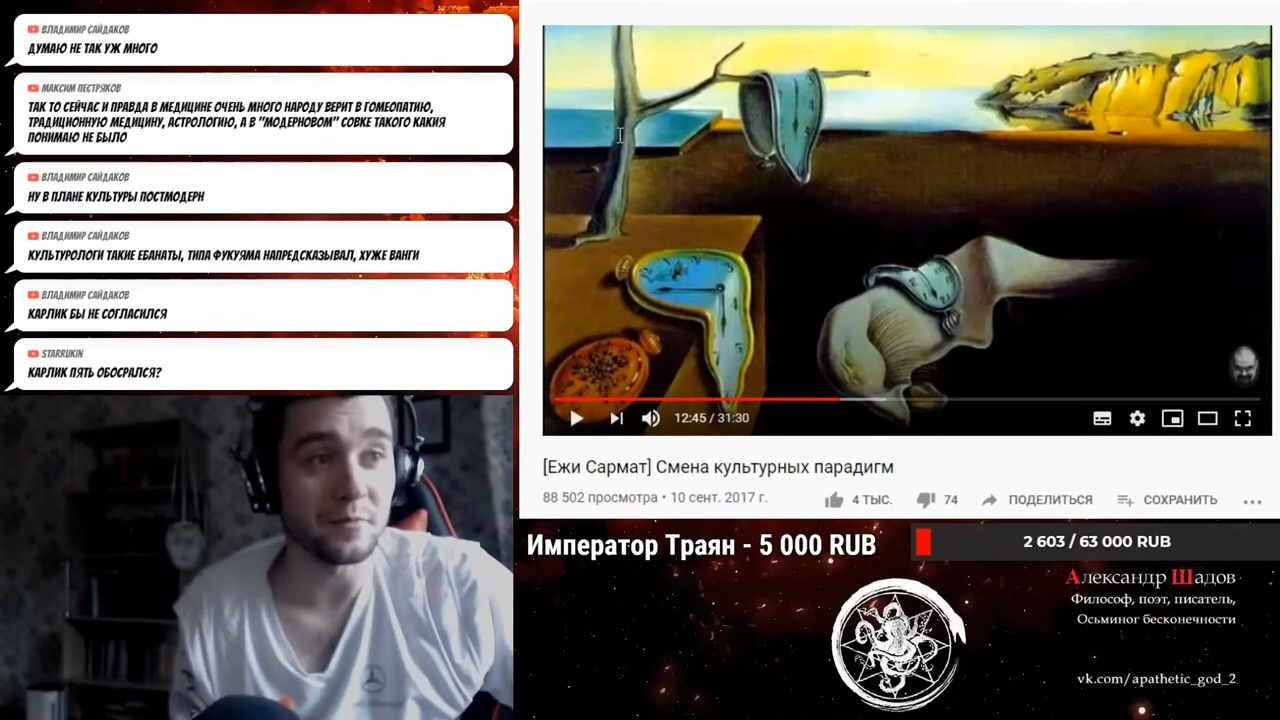 ВЛАДИМИР САЙДАКОВ
ДУМАЮ НЕ ТАК УЖ МНОГО
МАКСИМ ПЕСТРЯКОВ
ТАК ТО СЕЙЧАС И ПРАВДА В МЕДИЦИНЕ ОЧЕНЬ МНОГО НАРОДУ ВЕРИТ В ГОМЕОПАТИЮ,
ТРАДИЦИОННУЮ МЕДИЦИНУ, АСТРОЛОГИЮ, А В "МОДЕРНОВОМ" СОВКЕ ТАКОГО КАКИЯ
ПОНИМАЮ НЕ БЫЛО
ВЛАДИМИР САЙДАКОВ
НУ В ПЛАНЕ КУЛЬТУРЫ ПОСТМОДЕРН
ВЛАДИМИР САЙДАКОВ
КУЛЬТУРОЛОГИ ТАКИЕ ЕБАНАТЫ, ТИПА ФУКУЯМА НАПРЕДСКАЗЫВАЛ, ХУЖЕ ВАНГИ
ВЛАДИМИР САЙДАКОВ
КАРЛИК БЫ НЕ СОГЛАСИЛСЯ
STARRUKIN
КАРЛИК ПЯТЬ ОБОСРАЛСЯ?
12:45 / 31:30
[Ежи Сармат] Смена культурных парадигм
88 502 просмотра • 10 сент. 2017 г.
4 ТЫС.
74
ПОДЕЛИТЬСЯ
СОХРАНИТЬ
Император Траян - 5 000 RUB
2 603 / 63 000 RUB
Александр Шадов
Философ, поэт, писатель,
Осьминог бесконечности
vk.com/apathetic_god_2